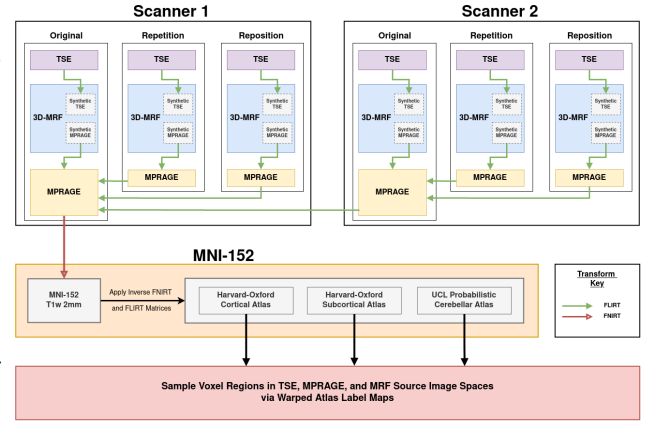 Scanner 1
Scanner 2
Original
Repetition
Reposition
Original
Repetition
Reposition
TSE
TSE
TSE
TSE
TSE
TSE
3D-MRF
Synthetic
TSE
Synthetic
MPRAGE
3D-MRF
Synthetic
TSE
Synthetic
MPRAGE
3D-MRF
Synthetic
TSE
Synthetic
MPRAGE
3D-MRF
Synthetic
TSE
Synthetic
MPRAGE
3D-MRF
Synthetic
TSE
Synthetic
MPRAGE
3D-MRF
Synthetic
TSE
Synthetic
MPRAGE
MPRAGE
MPRAGE
MPRAGE
MPRAGE
MPRAGE
MPRAGE
MNI-152
MNI-152
T1w 2mm
Apply Inverse FNIRT
and FLIRT Matrices
Harvard-Oxford
Cortical Atlas
Harvard-Oxford
Subcortical Atlas
UCL Probabilistic
Cerebellar Atlas
Transform
Key
FLIRT
FNIRT
Sample Voxel Regions in TSE, MPRAGE, and MRF Source Image Spaces
via Warped Atlas Label Maps